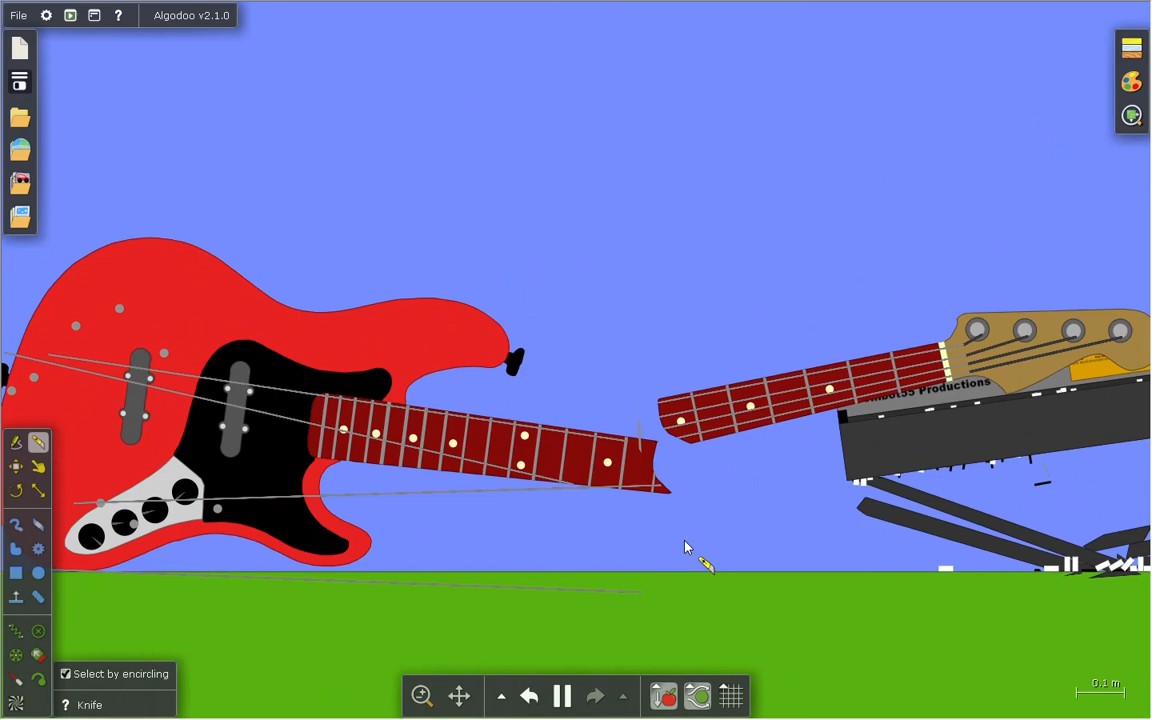 File
?
Algodoo v2.1.0
Productions
Select by encircling
? Knife
0.1 m